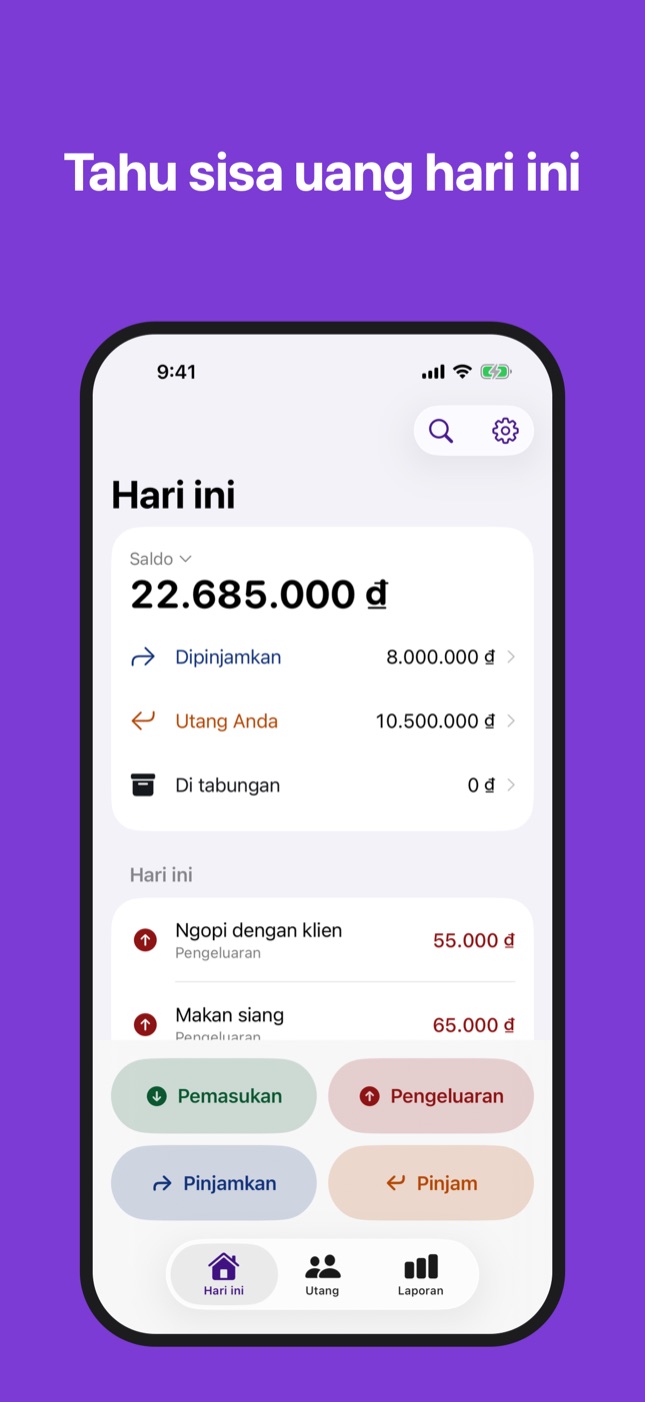 Tahu sisa uang hari ini
9:41
Hari ini
Saldo
22.685.000 ₫
Dipinjamkan 8.000.000 ₫
Utang Anda 10.500.000 ₫
Di tabungan 0 ₫
Hari ini
Ngopi dengan klien
Pengeluaran
55.000 ₫
Makan siang
Pengeluaran
65.000 ₫
Pemasukan Pengeluaran
Pinjamkan Pinjam
Hari ini Utang Laporan